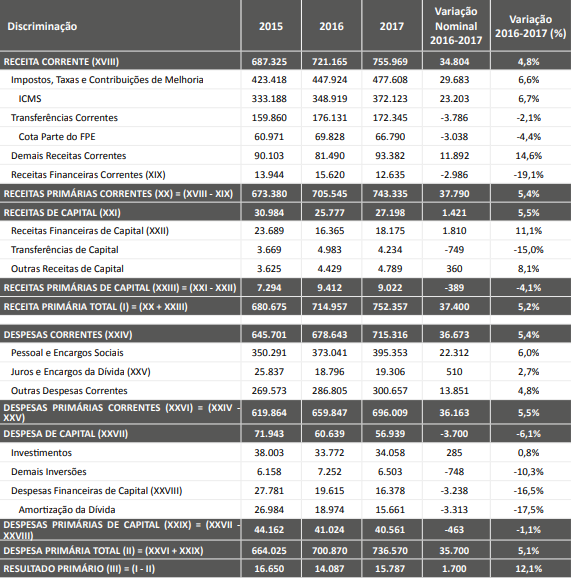 Discriminação 2015 2016 2017 Variação Nominal 2016-2017 Variação 2016-2017 (%)
RECEITA CORRENTE (XVIII) 687.325 721.165 755.969 34.804 4,8%
Impostos, Taxas e Contribuições de Melhoria 423.418 447.924 477.608 29.683 6,6%
ICMS 333.188 348.919 372.123 23.203 6,7%
Transferências Correntes 159.860 176.131 172.345 -3.786 -2,1%
Cota Parte do FPE 60.971 69.828 66.790 -3.038 -4,4%
Demais Receitas Correntes 90.103 81.490 93.382 11.892 14,6%
Receitas Financeiras Correntes (XIX) 13.944 15.620 12.635 -2.986 -19,1%
RECEITAS PRIMÁRIAS CORRENTES (XX) = (XVIII - XIX) 673.380 705.545 743.335 37.790 5,4%
RECEITAS DE CAPITAL (XXI) 30.984 25.777 27.198 1.421 5,5%
Receitas Financeiras de Capital (XXII) 23.689 16.365 18.175 1.810 11,1%
Transferências de Capital 3.669 4.983 4.234 -749 -15,0%
Outras Receitas de Capital 3.625 4.429 4.789 360 8,1%
RECEITAS PRIMÁRIAS DE CAPITAL (XXIII) = (XXI - XXII) 7.294 9.412 9.022 -389 -4,1%
RECEITA PRIMÁRIA TOTAL (I) = (XX + XXIII) 680.675 714.957 752.357 37.400 5,2%
DESPESAS CORRENTES (XXIV) 645.701 678.643 715.316 36.673 5,4%
Pessoal e Encargos Sociais 350.291 373.041 395.353 22.312 6,0%
Juros e Encargos da Dívida (XXV) 25.837 18.796 19.306 510 2,7%
Outras Despesas Correntes 269.573 286.805 300.657 13.851 4,8%
DESPESAS PRIMÁRIAS CORRENTES (XXVI) = (XXIV - XXV) 619.864 659.847 696.009 36.163 5,5%
DESPESA DE CAPITAL (XXVII) 71.943 60.639 56.939 -3.700 -6,1%
Investimentos 38.003 33.772 34.058 285 0,8%
Demais Inversões 6.158 7.252 6.503 -748 -10,3%
Despesas Financeiras de Capital (XXVIII) 27.781 19.615 16.378 -3.238 -16,5%
Amortização da Dívida 26.984 18.974 15.661 -3.313 -17,5%
DESPESAS PRIMÁRIAS DE CAPITAL (XXIX) = (XXVII - XXVIII) 44.162 41.024 40.561 -463 -1,1%
DESPESA PRIMÁRIA TOTAL (II) = (XXVI + XXIX) 664.025 700.870 736.570 35.700 5,1%
RESULTADO PRIMÁRIO (III) = (I - II) 16.650 14.087 15.787 1.700 12,1%